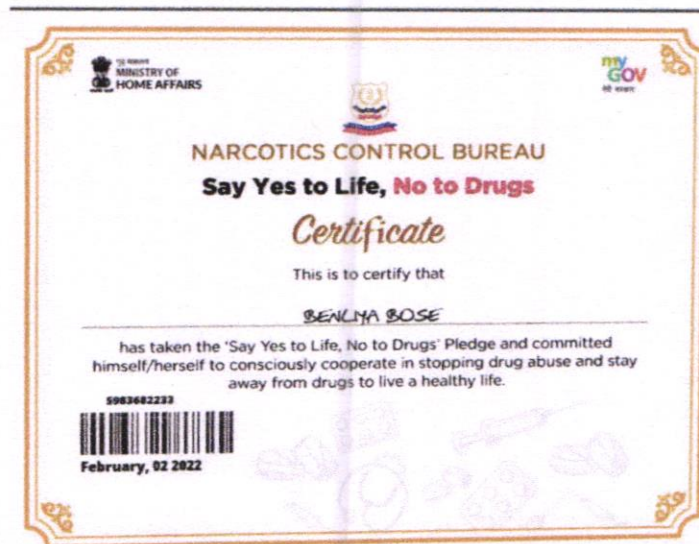 MINISTRY OF
HOME AFFAIRS
my
GOV
मेरी सरकार
NARCOTICS CONTROL BUREAU
Say Yes to Life, No to Drugs
Certificate
This is to certify that
BOSE
has taken the 'Say Yes to Life, No to Drugs' Pledge and committed
himself/herself to consciously cooperate in stopping drug abuse and stay
away from drugs to live a healthy life.
5983682233
February, 02 2022